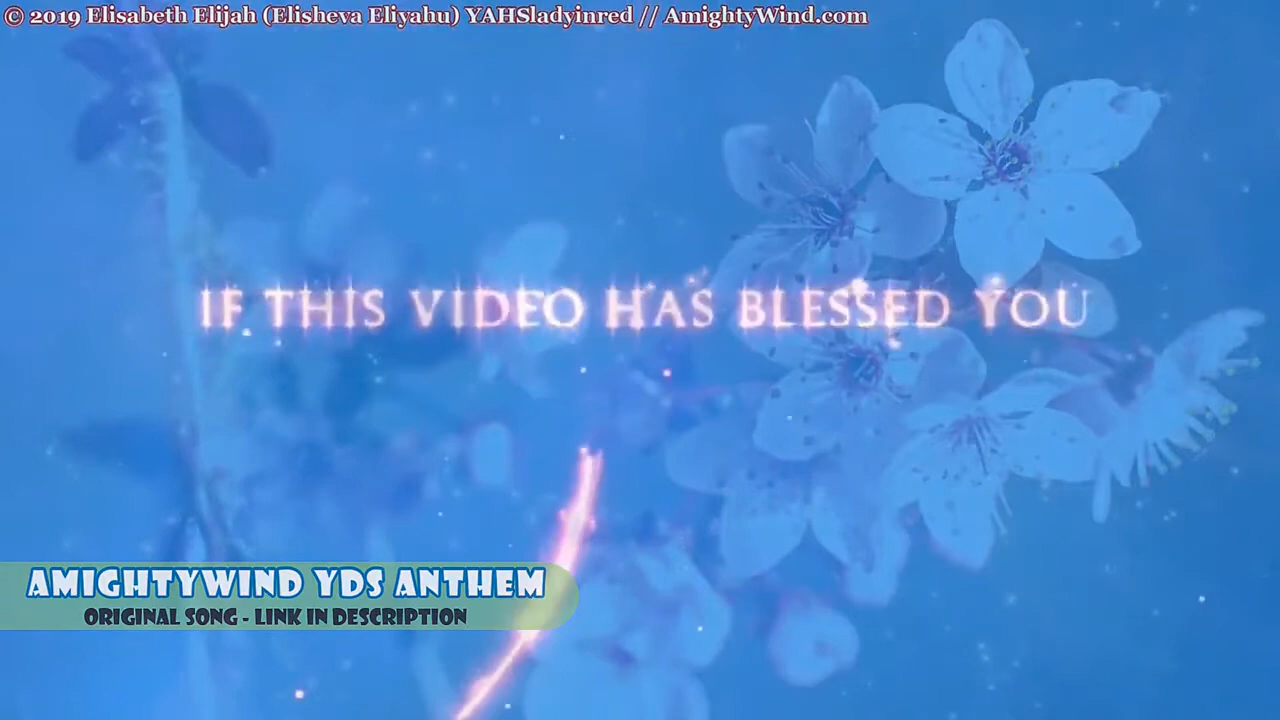 © 2019 Elisabeth Elijah (Elisheva Eliyahu) YAHSladyinred // AmightyWind.com
IF THIS VIDEO HAS BLESSED YOU
AMIGHTYWIND YDS ANTHEM
ORIGINAL SONG - LINK IN DESCRIPTION